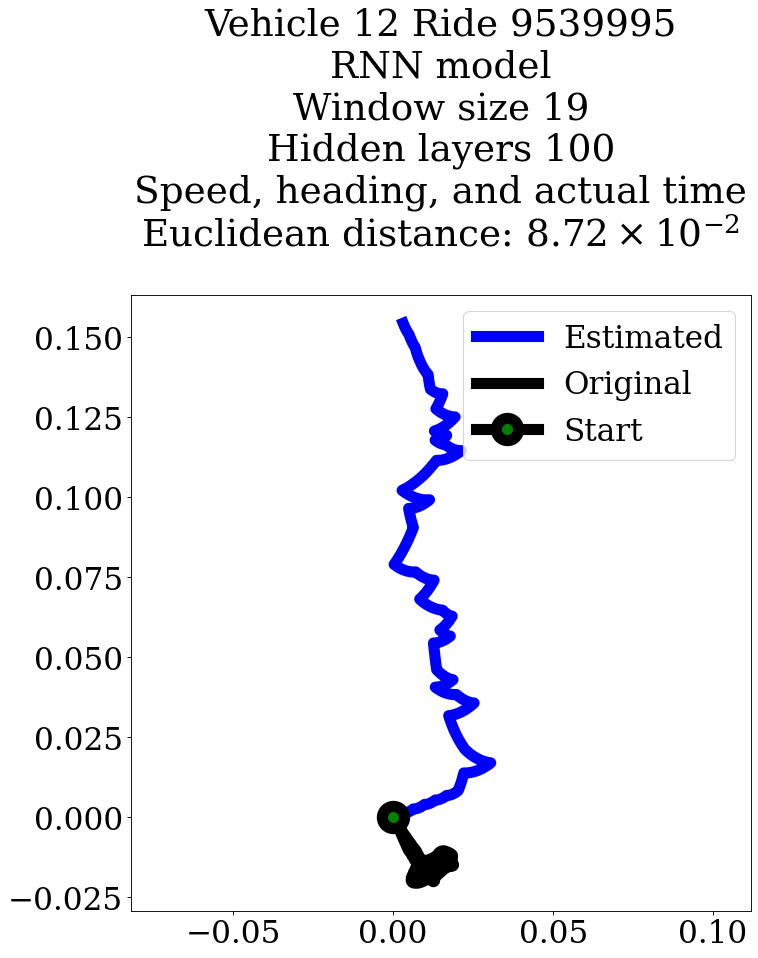 Vehicle 12 Ride 9539995
RNN model
Window size 19
Hidden layers 100
Speed, heading, and actual time
Euclidean distance: 8.72 × 10⁻²
Estimated
Original
Start
0.150
0.125
0.100
0.075
0.050
0.025
0.000
−0.025
−0.05
0.00
0.05
0.10